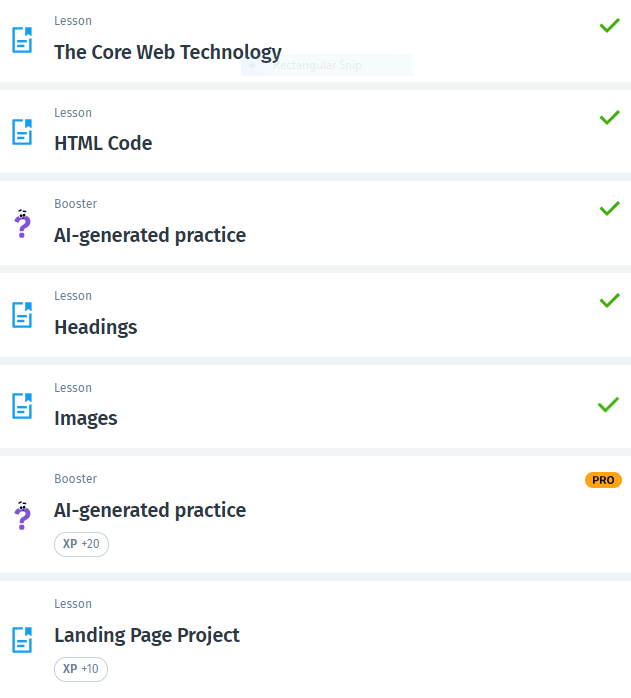 Lesson
The Core Web Technology
ectangular Snip
Lesson
HTML Code
Booster
AI-generated practice
Lesson
Headings
Lesson
Images
Booster
PRO
AI-generated practice
XP +20
Lesson
Landing Page Project
XP +10